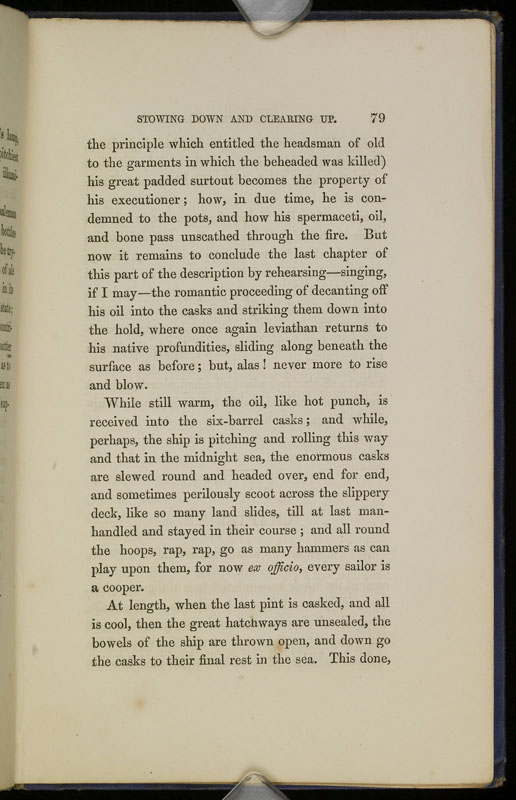 STOWING DOWN AND CLEARING UP. 79
the principle which entitled the headsman of old
to the garments in which the beheaded was killed)
his great padded surtout becomes the property of
his executioner; how, in due time, he is con-
demned to the pots, and how his spermaceti, oil,
and bone pass unscathed through the fire. But
now it remains to conclude the last chapter of
this part of the description by rehearsing—singing,
if I may—the romantic proceeding of decanting off
his oil into the casks and striking them down into
the hold, where once again leviathan returns to
his native profundities, sliding along beneath the
surface as before; but, alas! never more to rise
and blow.
While still warm, the oil, like hot punch, is
received into the six-barrel casks; and while,
perhaps, the ship is pitching and rolling this way
and that in the midnight sea, the enormous casks
are slewed round and headed over, end for end,
and sometimes perilously scoot across the slippery
deck, like so many land slides, till at last man-
handled and stayed in their course; and all round
the hoops, rap, rap, go as many hammers as can
play upon them, for now ex officio, every sailor is
a cooper.
At length, when the last pint is casked, and all
is cool, then the great hatchways are unsealed, the
bowels of the ship are thrown open, and down go
the casks to their final rest in the sea. This done,